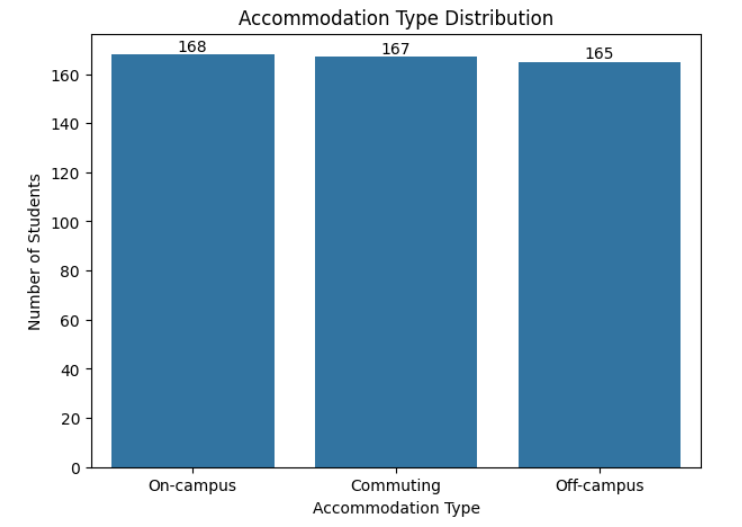 Accommodation Type Distribution
168
167
165
160
140
120
100
80
60
40
20
0
Number of Students
On-campus
Commuting
Off-campus
Accommodation Type